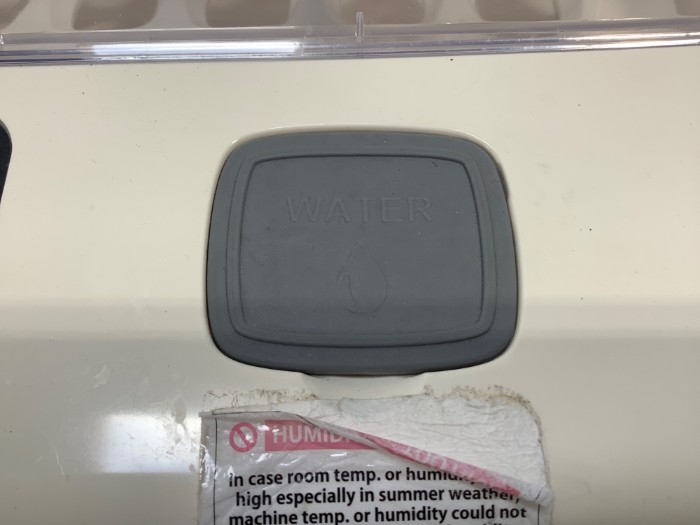 WATER
HUMID
in case room temp. or humidity
high especially in summer weather,
machine temp. or humidity could not